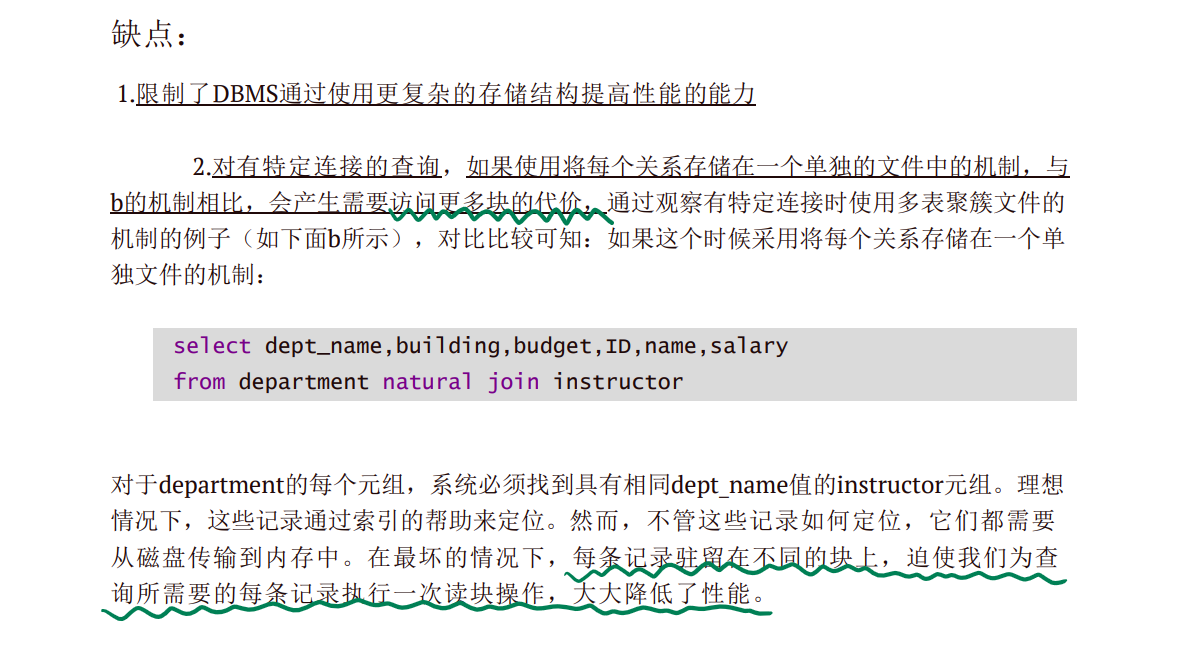 缺点：
1.限制了DBMS通过使用更复杂的存储结构提高性能的能力
2.对有特定连接的查询，如果使用将每个关系存储在一个单独的文件中的机制，与
b的机制相比，会产生需要访问更多块的代价，通过观察有特定连接时使用多表聚簇文件的
机制的例子（如下面b所示），对比比较可知：如果这个时候采用将每个关系存储在一个单
独文件的机制：
select dept_name,building,budget,ID,name,salary
from department natural join instructor
对于department的每个元组，系统必须找到具有相同dept_name值的instructor元组。理想
情况下，这些记录通过索引的帮助来定位。然而，不管这些记录如何定位，它们都需要
从磁盘传输到内存中。在最坏的情况下，每条记录驻留在不同的块上，迫使我们为查
询所需要的每条记录执行一次读块操作，大大降低了性能。